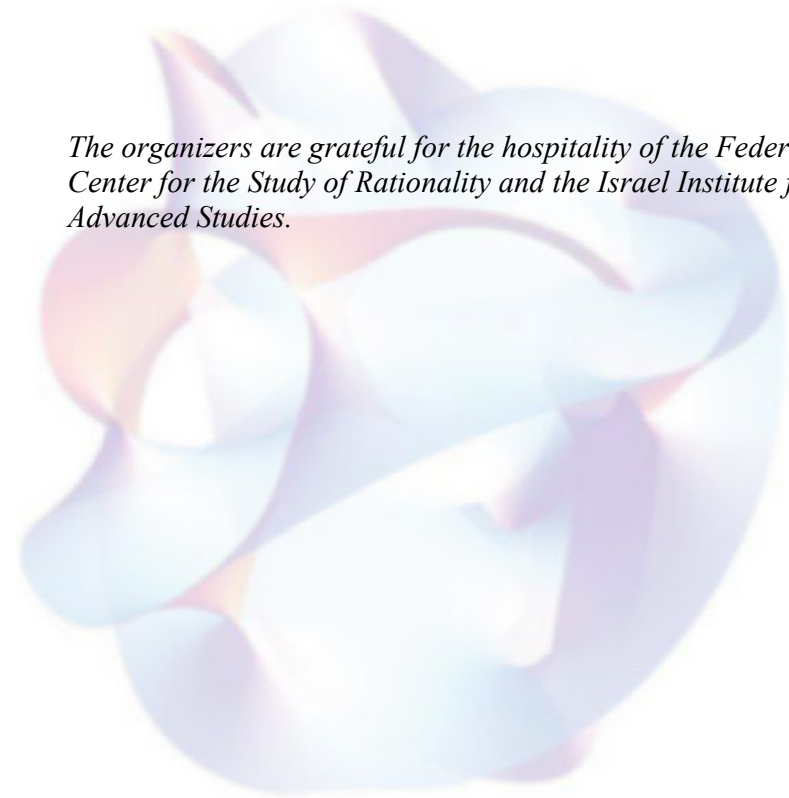 The organizers are grateful for the hospitality of the Feder
Center for the Study of Rationality and the Israel Institute f
Advanced Studies.